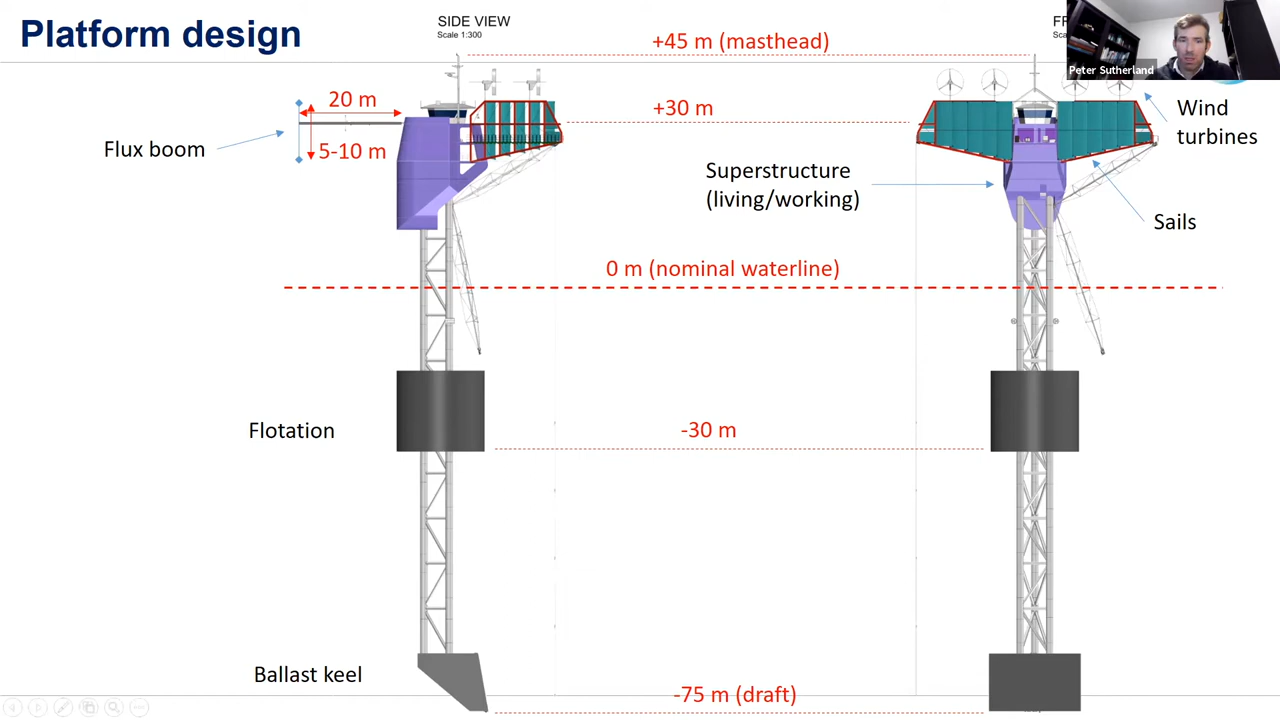 Platform design
SIDE VIEW
Scale 1:300
+45 m (masthead)
Peter Sutherland
20 m
+30 m
Wind
turbines
Flux boom
5-10 m
Superstructure
(living/working)
Sails
0 m (nominal waterline)
Flotation
-30 m
Ballast keel
-75 m (draft)